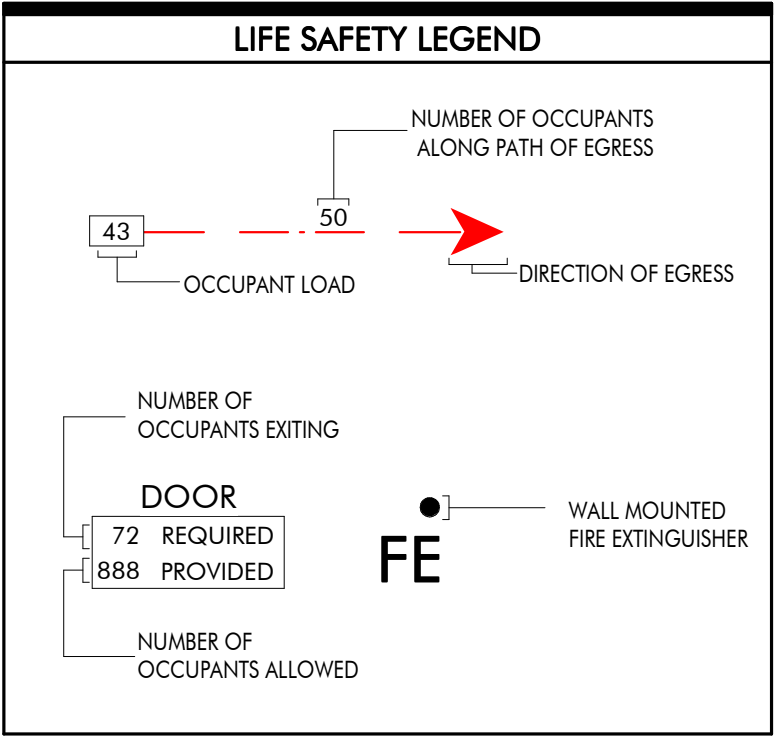 LIFE SAFETY LEGEND
NUMBER OF OCCUPANTS
ALONG PATH OF EGRESS
43
50
OCCUPANT LOAD
DIRECTION OF EGRESS
NUMBER OF
OCCUPANTS EXITING
DOOR
72 REQUIRED
888 PROVIDED
NUMBER OF
OCCUPANTS ALLOWED
FE
WALL MOUNTED
FIRE EXTINGUISHER